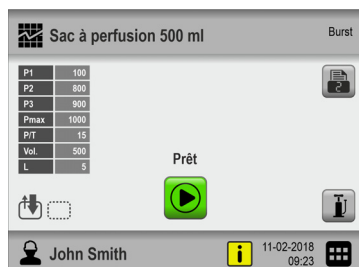 Sac à perfusion 500 ml
Burst
P1 100
P2 800
P3 900
Pmax 1000
P/T 15
Vol. 500
L 5
2
Prêt
John Smith
i
11-02-2018
09:23